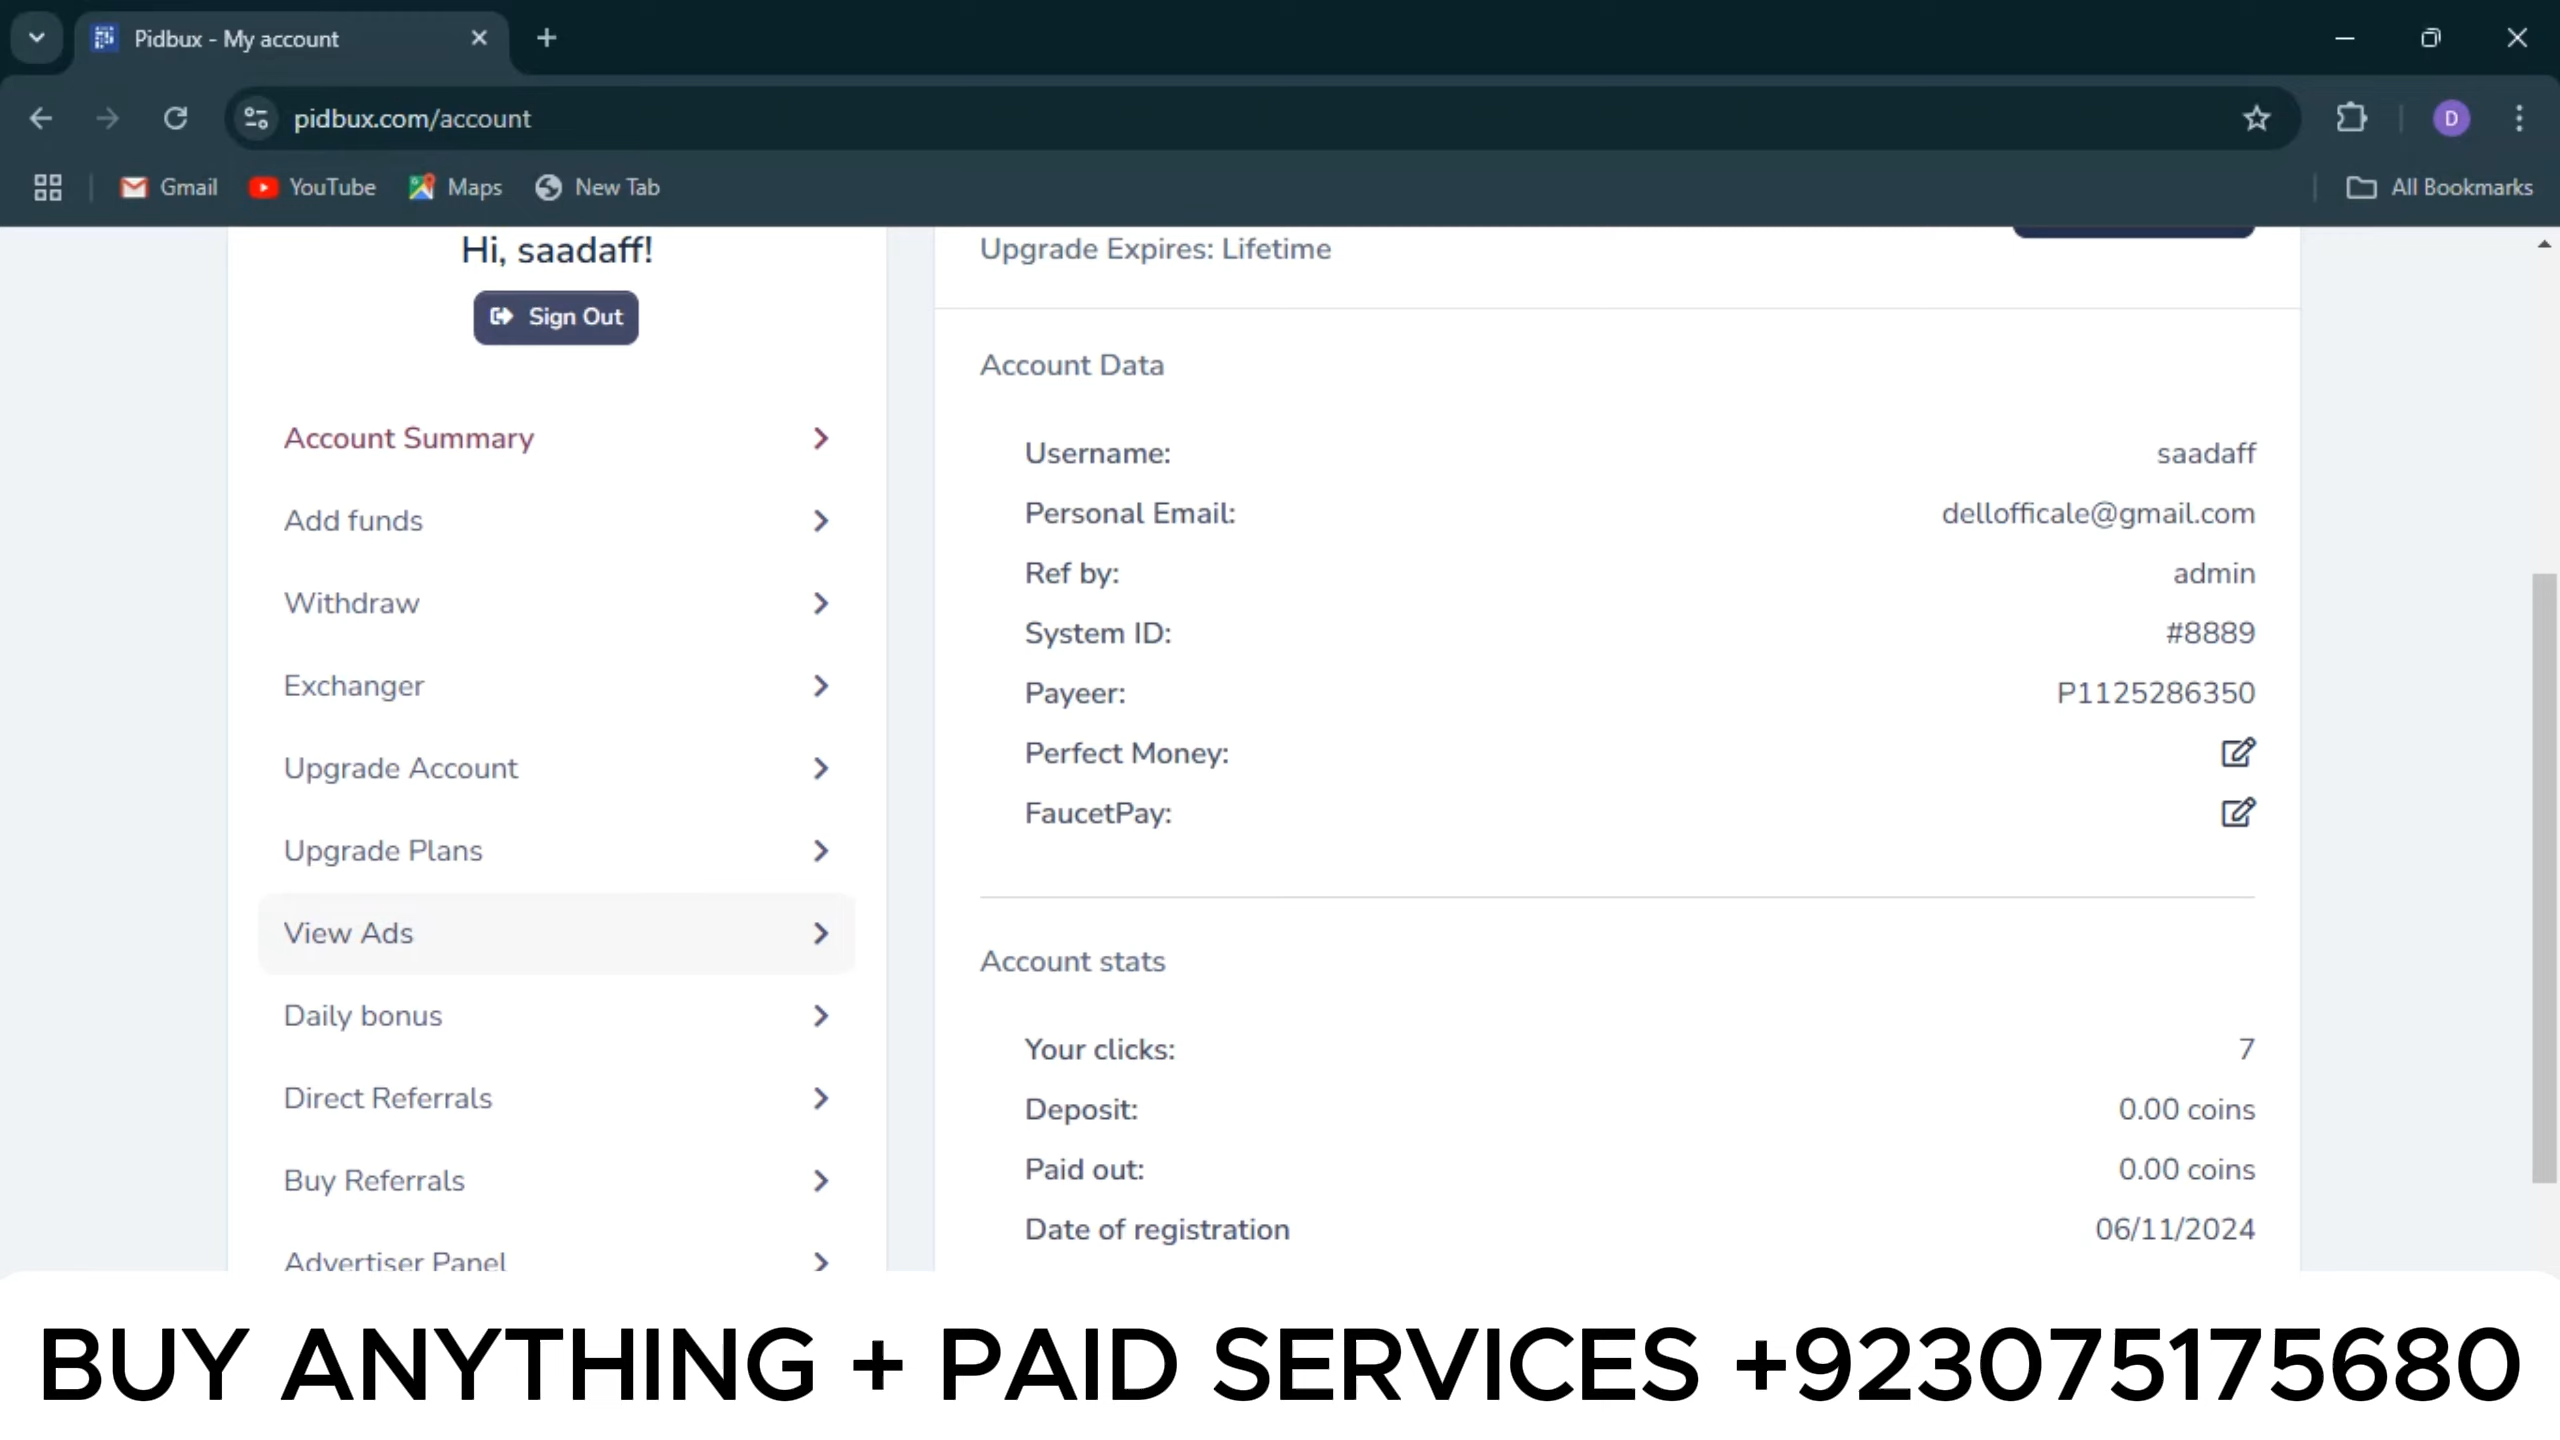 Pidbux - My account
pidbux.com/account
D
Gmail
YouTube
Maps
New Tab
All Bookmarks
Hi, saadaff!
Sign Out
Account Summary
Add funds
Withdraw
Exchanger
Upgrade Account
Upgrade Plans
View Ads
Daily bonus
Direct Referrals
Buy Referrals
Advertiser Panel
Upgrade Expires: Lifetime
Account Data
Username: saadaff
Personal Email: dellofficale@gmail.com
Ref by: admin
System ID: #8889
Payeer: P1125286350
Perfect Money:
FaucetPay:
Account stats
Your clicks: 7
Deposit: 0.00 coins
Paid out: 0.00 coins
Date of registration 06/11/2024
BUY ANYTHING + PAID SERVICES +923075175680